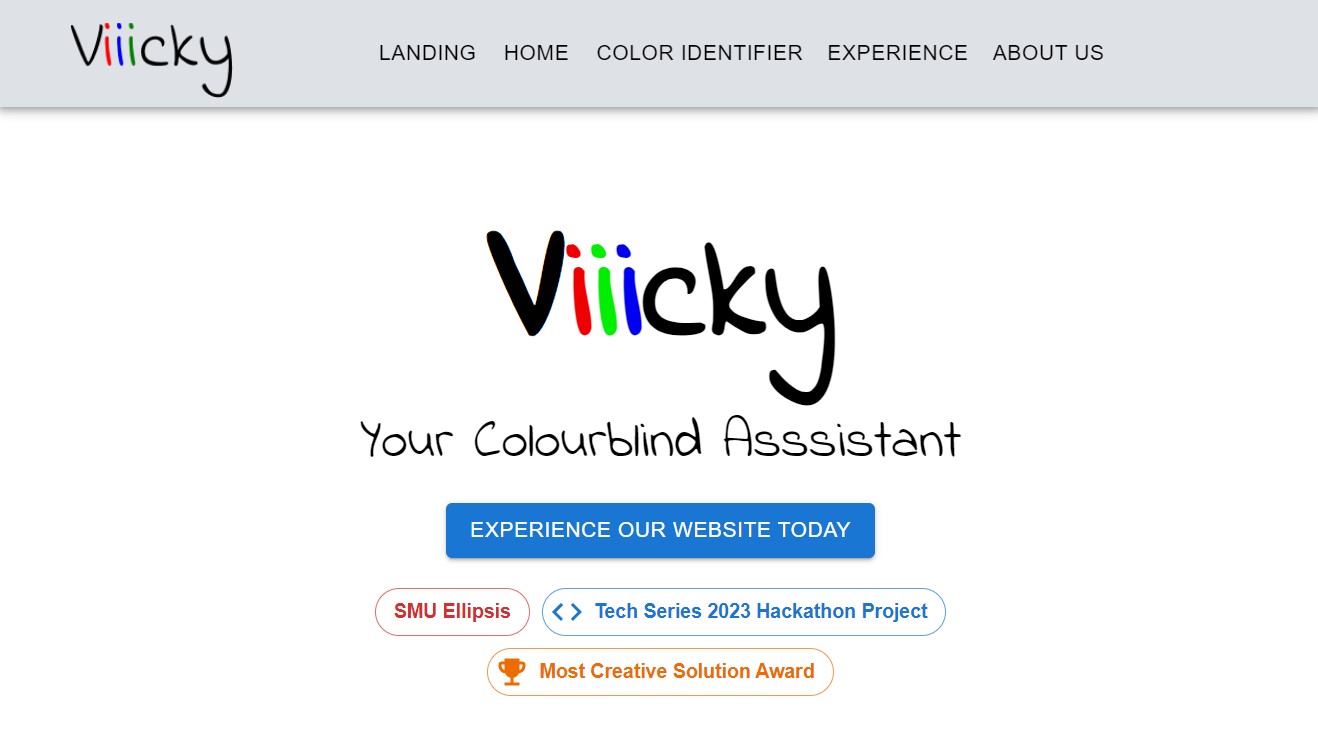 Viiicky
LANDING HOME COLOR IDENTIFIER EXPERIENCE ABOUT US
Viiicky
Your Colourblind Asssistant
EXPERIENCE OUR WEBSITE TODAY
SMU Ellipsis
<> Tech Series 2023 Hackathon Project
Most Creative Solution Award